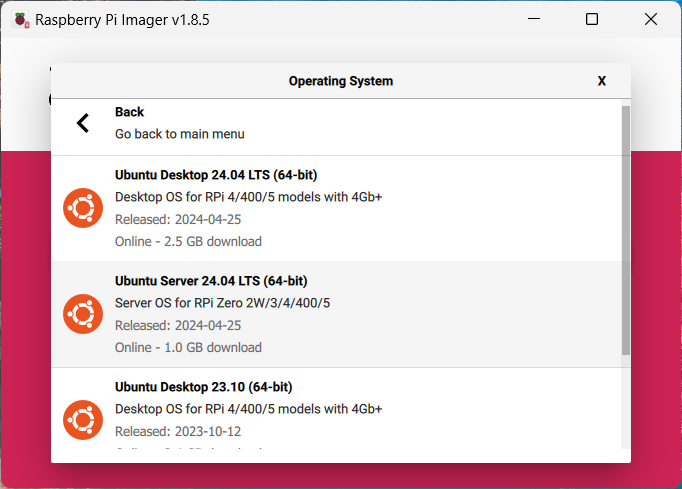 Raspberry Pi Imager v1.8.5
Operating System
X
Back
Go back to main menu
Ubuntu Desktop 24.04 LTS (64-bit)
Desktop OS for RPi 4/400/5 models with 4Gb+
Released: 2024-04-25
Online - 2.5 GB download
Ubuntu Server 24.04 LTS (64-bit)
Server OS for RPi Zero 2W/3/4/400/5
Released: 2024-04-25
Online - 1.0 GB download
Ubuntu Desktop 23.10 (64-bit)
Desktop OS for RPi 4/400/5 models with 4Gb+
Released: 2023-10-12